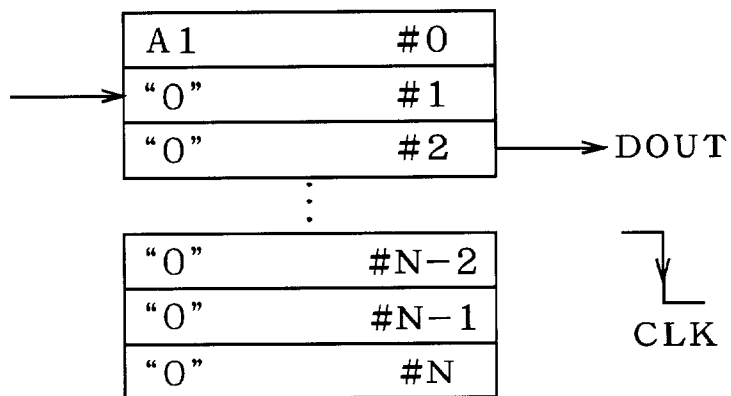 A1 #0
“0” #1
“0” #2
DOUT
“0” #N−2
“0” #N−1
CLK
“0” #N